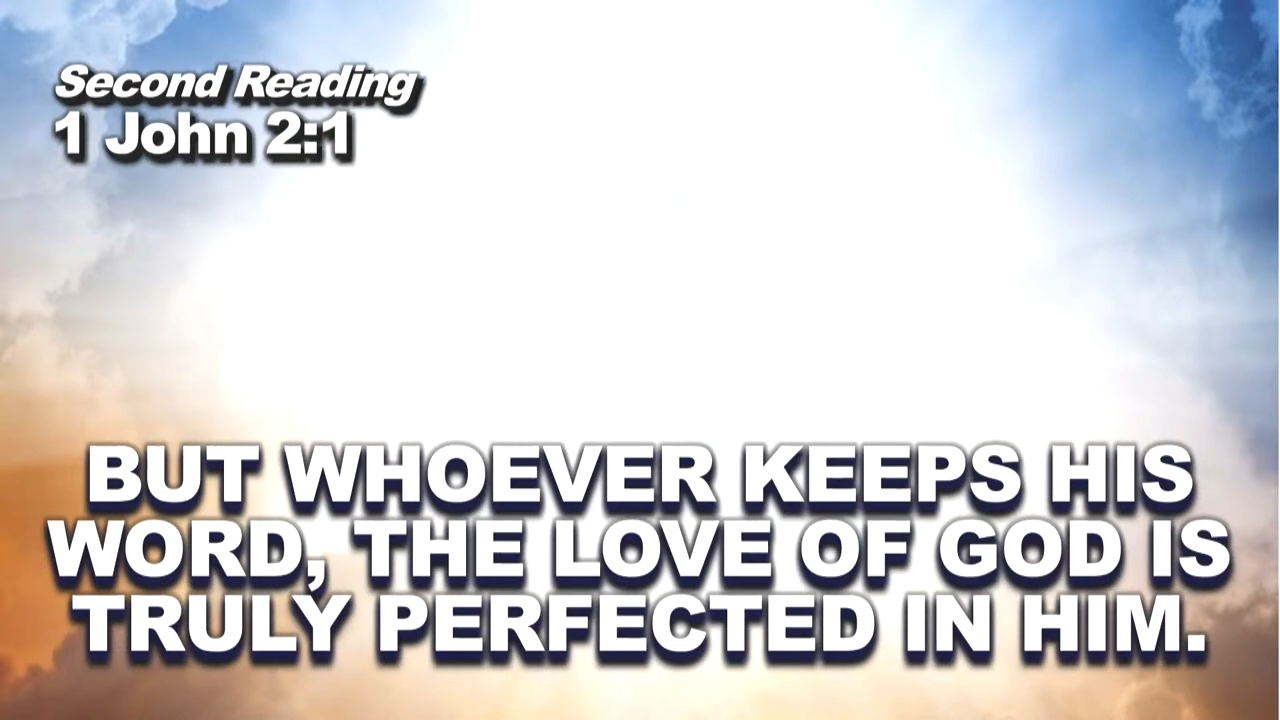 Second Reading
1 John 2:1
BUT WHOEVER KEEPS HIS
WORD, THE LOVE OF GOD IS
TRULY PERFECTED IN HIM.